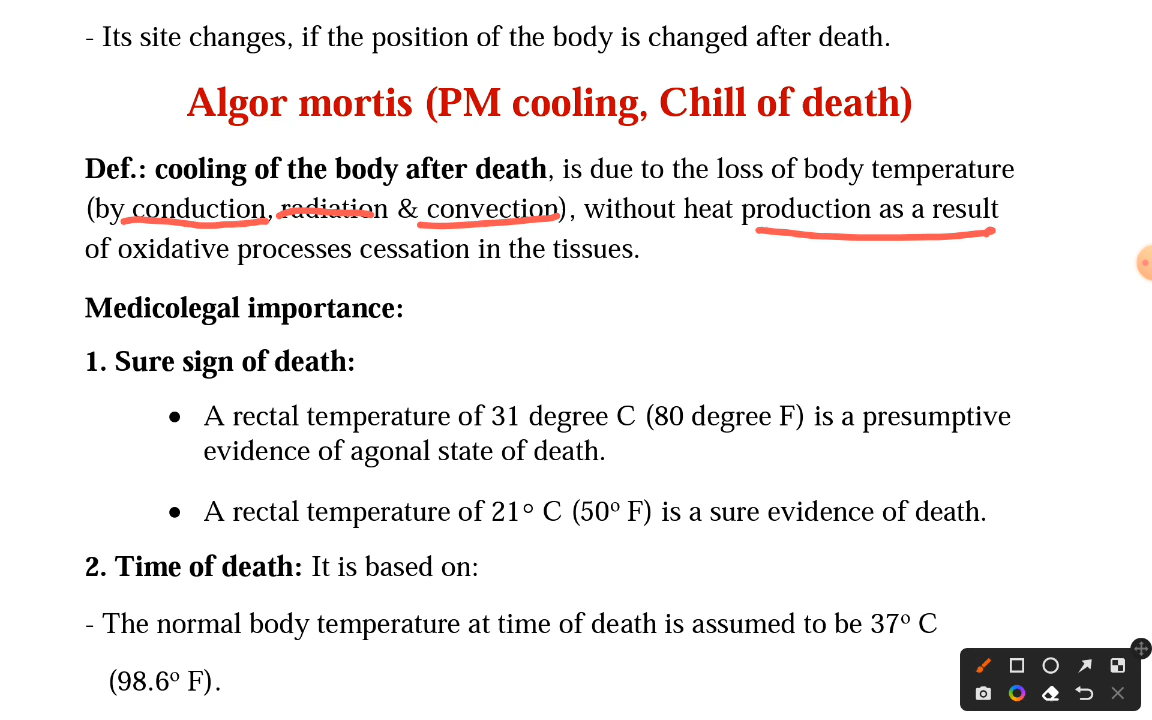 - Its site changes, if the position of the body is changed after death.
Algor mortis (PM cooling, Chill of death)
Def.: cooling of the body after death, is due to the loss of body temperature
(by conduction, radiation & convection), without heat production as a result
of oxidative processes cessation in the tissues.
Medicolegal importance:
1. Sure sign of death:
• A rectal temperature of 31 degree C (80 degree F) is a presumptive
evidence of agonal state of death.
• A rectal temperature of 21° C (50º F) is a sure evidence of death.
2. Time of death: It is based on:
- The normal body temperature at time of death is assumed to be 37º C
(98.6º F).